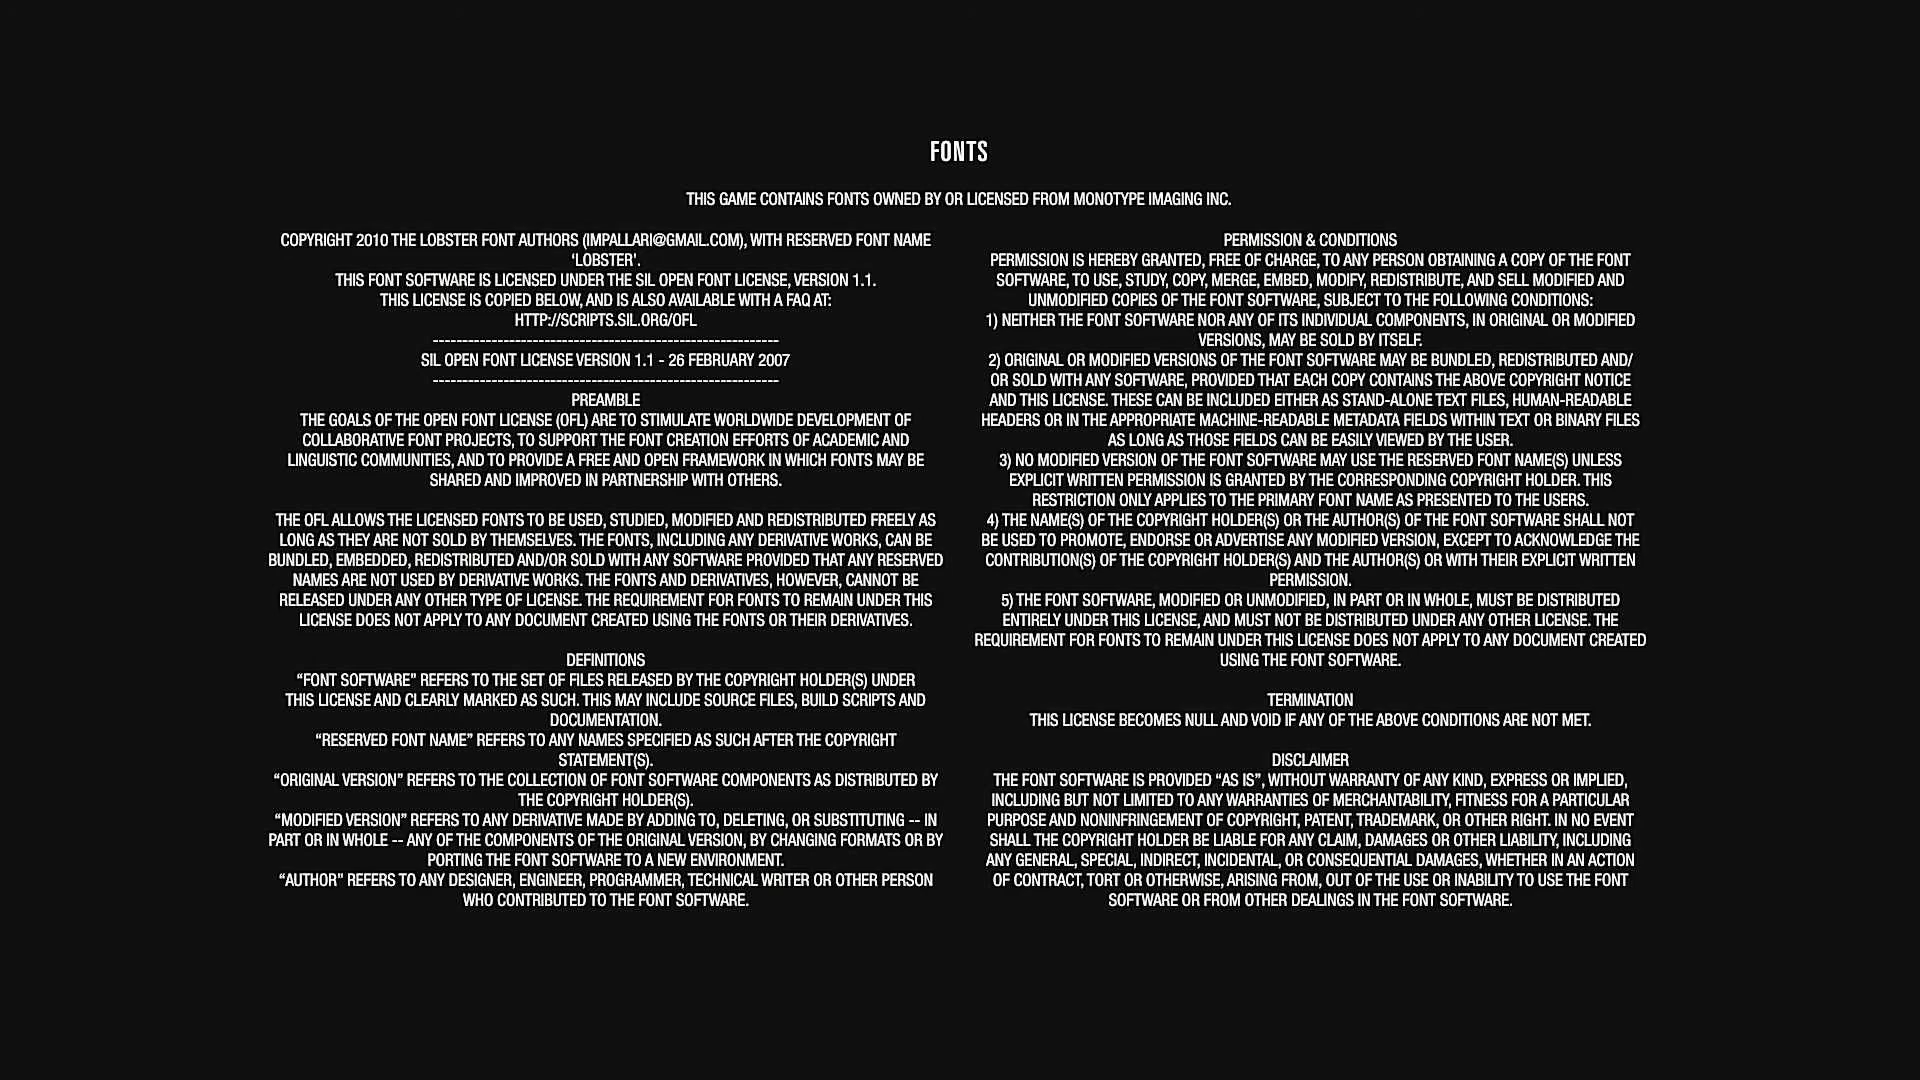 FONTS
THIS GAME CONTAINS FONTS OWNED BY OR LICENSED FROM MONOTYPE IMAGING INC.
COPYRIGHT 2010 THE LOBSTER FONT AUTHORS (IMPALLARI@GMAIL.COM), WITH RESERVED FONT NAME
‘LOBSTER’.
THIS FONT SOFTWARE IS LICENSED UNDER THE SIL OPEN FONT LICENSE, VERSION 1.1.
THIS LICENSE IS COPIED BELOW, AND IS ALSO AVAILABLE WITH A FAQ AT:
HTTP://SCRIPTS.SIL.ORG/OFL
-----------------------------------------------------------
SIL OPEN FONT LICENSE VERSION 1.1 - 26 FEBRUARY 2007
-----------------------------------------------------------
PREAMBLE
THE GOALS OF THE OPEN FONT LICENSE (OFL) ARE TO STIMULATE WORLDWIDE DEVELOPMENT OF
COLLABORATIVE FONT PROJECTS, TO SUPPORT THE FONT CREATION EFFORTS OF ACADEMIC AND
LINGUISTIC COMMUNITIES, AND TO PROVIDE A FREE AND OPEN FRAMEWORK IN WHICH FONTS MAY BE
SHARED AND IMPROVED IN PARTNERSHIP WITH OTHERS.
THE OFL ALLOWS THE LICENSED FONTS TO BE USED, STUDIED, MODIFIED AND REDISTRIBUTED FREELY AS
LONG AS THEY ARE NOT SOLD BY THEMSELVES. THE FONTS, INCLUDING ANY DERIVATIVE WORKS, CAN BE
BUNDLED, EMBEDDED, REDISTRIBUTED AND/OR SOLD WITH ANY SOFTWARE PROVIDED THAT ANY RESERVED
NAMES ARE NOT USED BY DERIVATIVE WORKS. THE FONTS AND DERIVATIVES, HOWEVER, CANNOT BE
RELEASED UNDER ANY OTHER TYPE OF LICENSE. THE REQUIREMENT FOR FONTS TO REMAIN UNDER THIS
LICENSE DOES NOT APPLY TO ANY DOCUMENT CREATED USING THE FONTS OR THEIR DERIVATIVES.
DEFINITIONS
“FONT SOFTWARE” REFERS TO THE SET OF FILES RELEASED BY THE COPYRIGHT HOLDER(S) UNDER
THIS LICENSE AND CLEARLY MARKED AS SUCH. THIS MAY INCLUDE SOURCE FILES, BUILD SCRIPTS AND
DOCUMENTATION.
“RESERVED FONT NAME” REFERS TO ANY NAMES SPECIFIED AS SUCH AFTER THE COPYRIGHT
STATEMENT(S).
“ORIGINAL VERSION” REFERS TO THE COLLECTION OF FONT SOFTWARE COMPONENTS AS DISTRIBUTED BY
THE COPYRIGHT HOLDER(S).
“MODIFIED VERSION” REFERS TO ANY DERIVATIVE MADE BY ADDING TO, DELETING, OR SUBSTITUTING -- IN
PART OR IN WHOLE -- ANY OF THE COMPONENTS OF THE ORIGINAL VERSION, BY CHANGING FORMATS OR BY
PORTING THE FONT SOFTWARE TO A NEW ENVIRONMENT.
“AUTHOR” REFERS TO ANY DESIGNER, ENGINEER, PROGRAMMER, TECHNICAL WRITER OR OTHER PERSON
WHO CONTRIBUTED TO THE FONT SOFTWARE.
PERMISSION & CONDITIONS
PERMISSION IS HEREBY GRANTED, FREE OF CHARGE, TO ANY PERSON OBTAINING A COPY OF THE FONT
SOFTWARE, TO USE, STUDY, COPY, MERGE, EMBED, MODIFY, REDISTRIBUTE, AND SELL MODIFIED AND
UNMODIFIED COPIES OF THE FONT SOFTWARE, SUBJECT TO THE FOLLOWING CONDITIONS:
1) NEITHER THE FONT SOFTWARE NOR ANY OF ITS INDIVIDUAL COMPONENTS, IN ORIGINAL OR MODIFIED
VERSIONS, MAY BE SOLD BY ITSELF.
2) ORIGINAL OR MODIFIED VERSIONS OF THE FONT SOFTWARE MAY BE BUNDLED, REDISTRIBUTED AND/
OR SOLD WITH ANY SOFTWARE, PROVIDED THAT EACH COPY CONTAINS THE ABOVE COPYRIGHT NOTICE
AND THIS LICENSE. THESE CAN BE INCLUDED EITHER AS STAND-ALONE TEXT FILES, HUMAN-READABLE
HEADERS OR IN THE APPROPRIATE MACHINE-READABLE METADATA FIELDS WITHIN TEXT OR BINARY FILES
AS LONG AS THOSE FIELDS CAN BE EASILY VIEWED BY THE USER.
3) NO MODIFIED VERSION OF THE FONT SOFTWARE MAY USE THE RESERVED FONT NAME(S) UNLESS
EXPLICIT WRITTEN PERMISSION IS GRANTED BY THE CORRESPONDING COPYRIGHT HOLDER. THIS
RESTRICTION ONLY APPLIES TO THE PRIMARY FONT NAME AS PRESENTED TO THE USERS.
4) THE NAME(S) OF THE COPYRIGHT HOLDER(S) OR THE AUTHOR(S) OF THE FONT SOFTWARE SHALL NOT
BE USED TO PROMOTE, ENDORSE OR ADVERTISE ANY MODIFIED VERSION, EXCEPT TO ACKNOWLEDGE THE
CONTRIBUTION(S) OF THE COPYRIGHT HOLDER(S) AND THE AUTHOR(S) OR WITH THEIR EXPLICIT WRITTEN
PERMISSION.
5) THE FONT SOFTWARE, MODIFIED OR UNMODIFIED, IN PART OR IN WHOLE, MUST BE DISTRIBUTED
ENTIRELY UNDER THIS LICENSE, AND MUST NOT BE DISTRIBUTED UNDER ANY OTHER LICENSE. THE
REQUIREMENT FOR FONTS TO REMAIN UNDER THIS LICENSE DOES NOT APPLY TO ANY DOCUMENT CREATED
USING THE FONT SOFTWARE.
TERMINATION
THIS LICENSE BECOMES NULL AND VOID IF ANY OF THE ABOVE CONDITIONS ARE NOT MET.
DISCLAIMER
THE FONT SOFTWARE IS PROVIDED “AS IS”, WITHOUT WARRANTY OF ANY KIND, EXPRESS OR IMPLIED,
INCLUDING BUT NOT LIMITED TO ANY WARRANTIES OF MERCHANTABILITY, FITNESS FOR A PARTICULAR
PURPOSE AND NONINFRINGEMENT OF COPYRIGHT, PATENT, TRADEMARK, OR OTHER RIGHT. IN NO EVENT
SHALL THE COPYRIGHT HOLDER BE LIABLE FOR ANY CLAIM, DAMAGES OR OTHER LIABILITY, INCLUDING
ANY GENERAL, SPECIAL, INDIRECT, INCIDENTAL, OR CONSEQUENTIAL DAMAGES, WHETHER IN AN ACTION
OF CONTRACT, TORT OR OTHERWISE, ARISING FROM, OUT OF THE USE OR INABILITY TO USE THE FONT
SOFTWARE OR FROM OTHER DEALINGS IN THE FONT SOFTWARE.